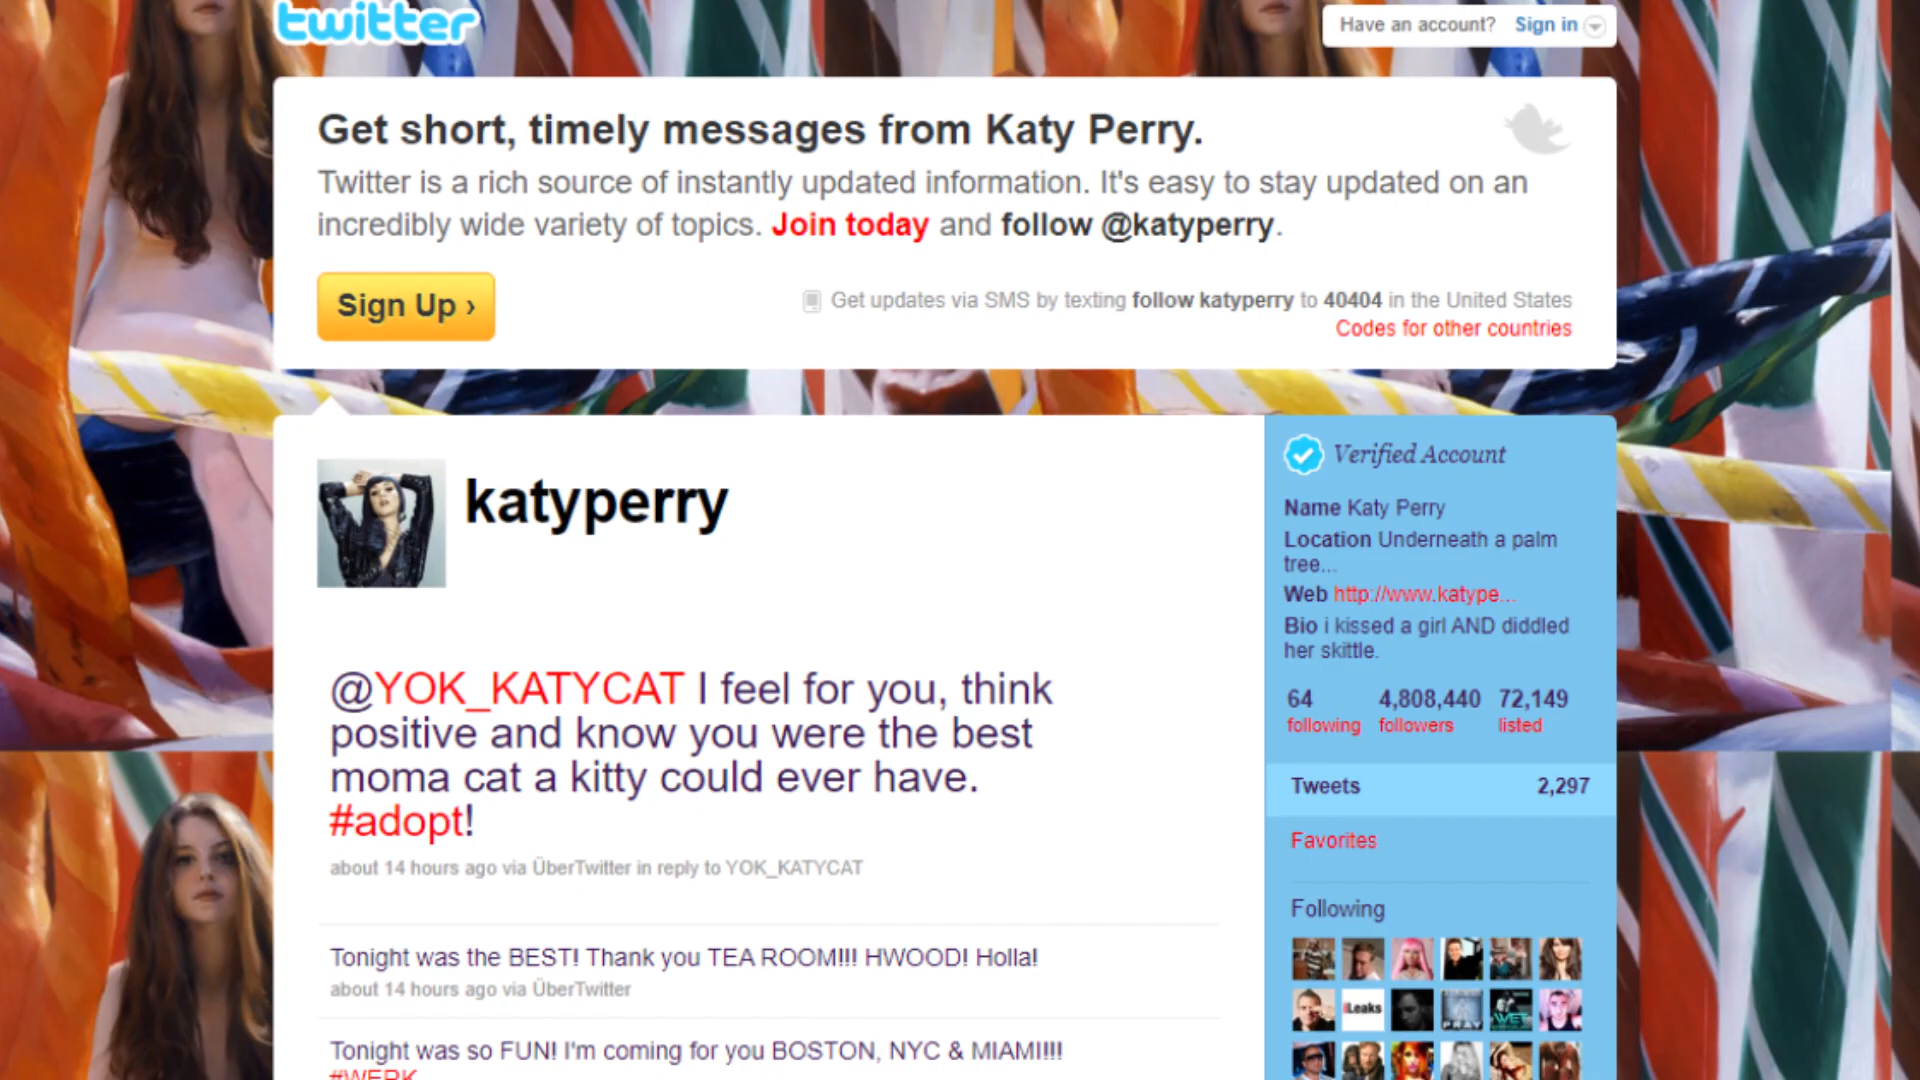 twitter
Have an account? Sign in
Get short, timely messages from Katy Perry.
Twitter is a rich source of instantly updated information. It's easy to stay updated on an
incredibly wide variety of topics. Join today and follow @katyperry.
Sign Up ›
Get updates via SMS by texting follow katyperry to 40404 in the United States
Codes for other countries
katyperry
@YOK_KATYCAT I feel for you, think
positive and know you were the best
moma cat a kitty could ever have.
#adopt!
about 14 hours ago via ÜberTwitter in reply to YOK_KATYCAT
Tonight was the BEST! Thank you TEA ROOM!!! HWOOD! Holla!
about 14 hours ago via ÜberTwitter
Tonight was so FUN! I'm coming for you BOSTON, NYC & MIAMI!!!
#WERK
Verified Account
Name Katy Perry
Location Underneath a palm
tree...
Web http://www.katype...
Bio i kissed a girl AND diddled
her skittle.
64 4,808,440 72,149
following followers listed
Tweets 2,297
Favorites
Following
Leaks
PRAY
WET